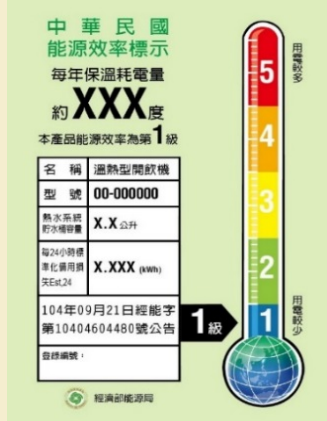 中華民國
能源效率標示
每年保溫耗電量
約XXX度
本產品能源效率為第1級
名 稱 溫熱型開飲機
型 號 00-000000
熱水系統
貯水桶容量 X.X公升
每24小時標
準化備用損
失Est,24 X.XXX (kWh)
104年09月21日經能字
第10404604480號公告
登錄編號：
經濟部能源局
用電較多
5
4
3
2
1
用電較少
1級